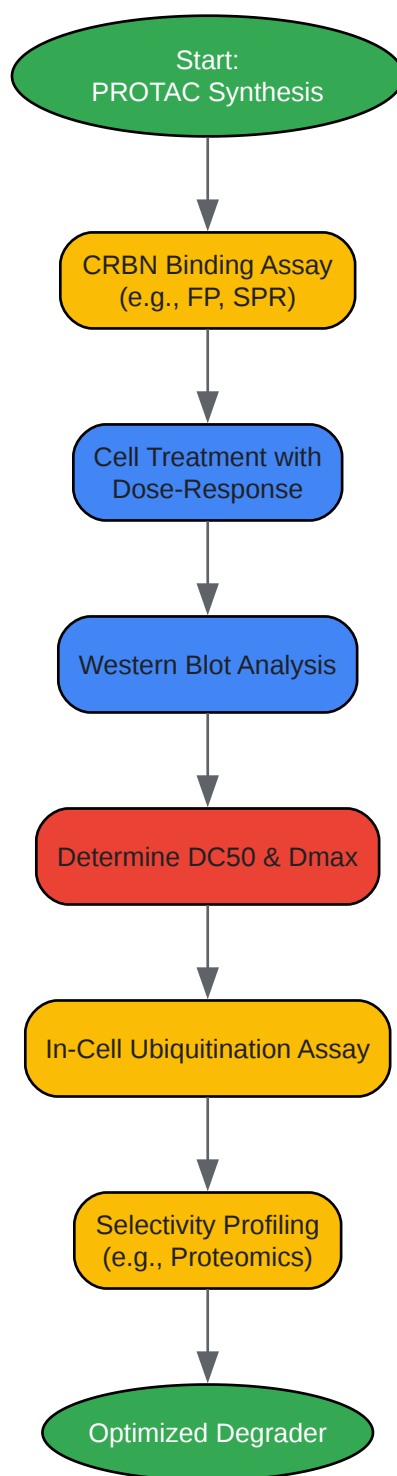 Start:
PROTAC Synthesis
CRBN Binding Assay
(e.g., FP, SPR)
Cell Treatment with
Dose-Response
Western Blot Analysis
Determine DC50 & Dmax
In-Cell Ubiquitination Assay
Selectivity Profiling
(e.g., Proteomics)
Optimized Degrader